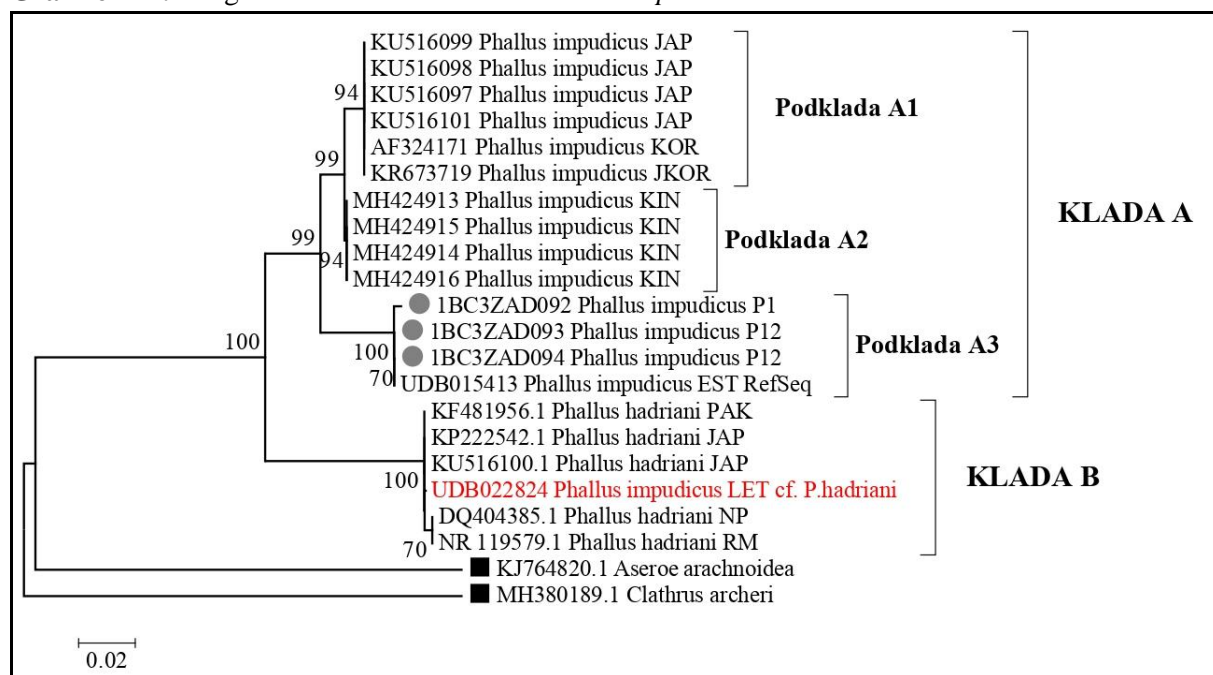 KU516099 Phallus impudicus JAP
KU516098 Phallus impudicus JAP
KU516097 Phallus impudicus JAP
KU516101 Phallus impudicus JAP
AF324171 Phallus impudicus KOR
KR673719 Phallus impudicus JKOR
MH424913 Phallus impudicus KIN
MH424915 Phallus impudicus KIN
MH424914 Phallus impudicus KIN
MH424916 Phallus impudicus KIN
1BC3ZAD092 Phallus impudicus P1
1BC3ZAD093 Phallus impudicus P12
1BC3ZAD094 Phallus impudicus P12
UDB015413 Phallus impudicus EST RefSeq
KF481956.1 Phallus hadriani PAK
KP222542.1 Phallus hadriani JAP
KU516100.1 Phallus hadriani JAP
UDB022824 Phallus impudicus LET cf. P.hadriani
DQ404385.1 Phallus hadriani NP
NR 119579.1 Phallus hadriani RM
KJ764820.1 Aseroe arachnoidea
MH380189.1 Clathrus archeri
Podklada A1
Podklada A2
Podklada A3
KLADA A
KLADA B
94
99
99
94
100
100
70
100
70
0.02